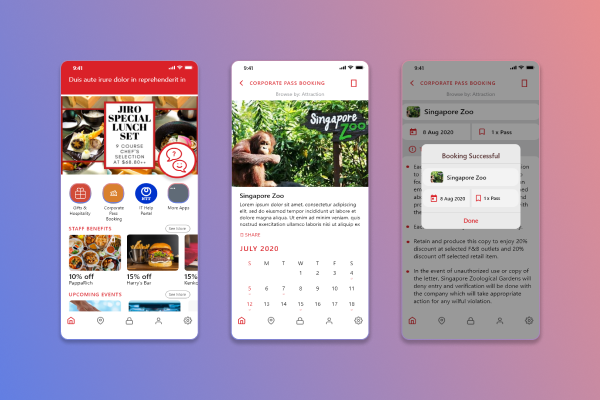 9:41
Duis aute irure dolor in reprehenderit in
JIRO
SPECIAL
LUNCH
SET
9 COURSE
CHEF'S
SELECTION
AT $68.80++
Gifts &
Hospitality
Corporate
Pass
Booking
IT Help
Portal
More Apps
STAFF BENEFITS
See more
10% off
PappaRich
15% off
Harry's Bar
15%
Kenn
UPCOMING EVENTS
See more
9:41
CORPORATE PASS BOOKING
Browse by: Attraction
Singapore
Zoo
Singapore Zoo
Lorem ipsum dolor sit amet, consectetur adipiscing
elit, sed do eiusmod tempor incididunt ut labore et
dolore magna aliqua. Ut enim ad minim veniam, quis
nostrud exercitation ullamco laboris nisi ut aliquip ex
SHARE
JULY 2020
S M T W T F S
1 2 3 4
5 6 7 8 9 10 11
12 13 14 15 16 17 18
9:41
CORPORATE PASS BOOKING
Browse by: Attraction
Singapore Zoo
8 Aug 2020
1 x Pass
Booking Successful
Singapore Zoo
8 Aug 2020
1 x Pass
Done
Retain and produce this copy to enjoy 20%
discount at selected F&B outlets and 20%
discount off selected retail item.
In the event of unauthorized use or copy of
the letter, Singapore Zoological Gardens will
deny entry and verification will be done with
the company which will take appropriate
action for any wilful violation.